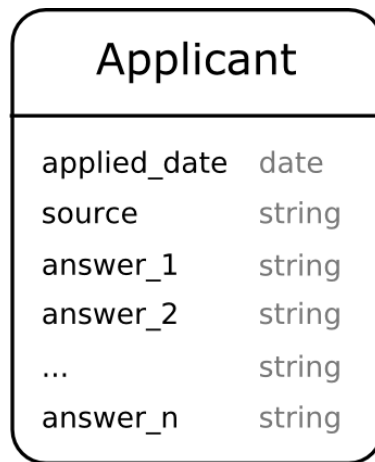 Applicant
applied_date date
source string
answer_1 string
answer_2 string
... string
answer_n string